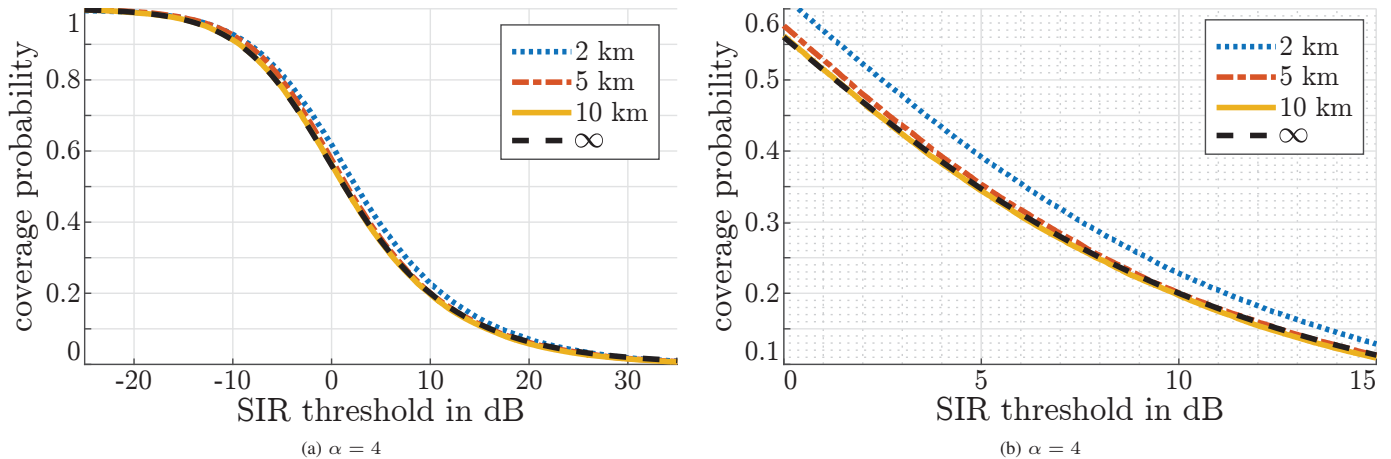 coverage probability
1
0.8
0.6
0.4
0.2
0
-20 -10 0 10 20 30
SIR threshold in dB
2 km
5 km
10 km
∞
(a) α = 4
coverage probability
0.6
0.5
0.4
0.3
0.2
0.1
0 5 10 15
SIR threshold in dB
2 km
5 km
10 km
∞
(b) α = 4